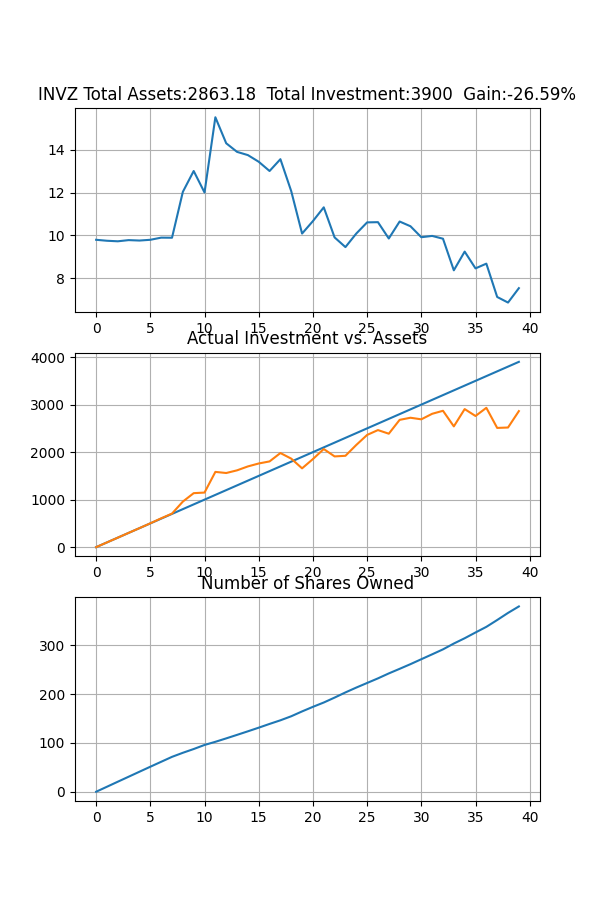 INVZ Total Assets:2863.18  Total Investment:3900  Gain:-26.59%
14
12
10
8
0 5 10 15 20 25 30 35 40
Actual Investment vs. Assets
4000
3000
2000
1000
0
0 5 10 15 20 25 30 35 40
Number of Shares Owned
300
200
100
0
0 5 10 15 20 25 30 35 40